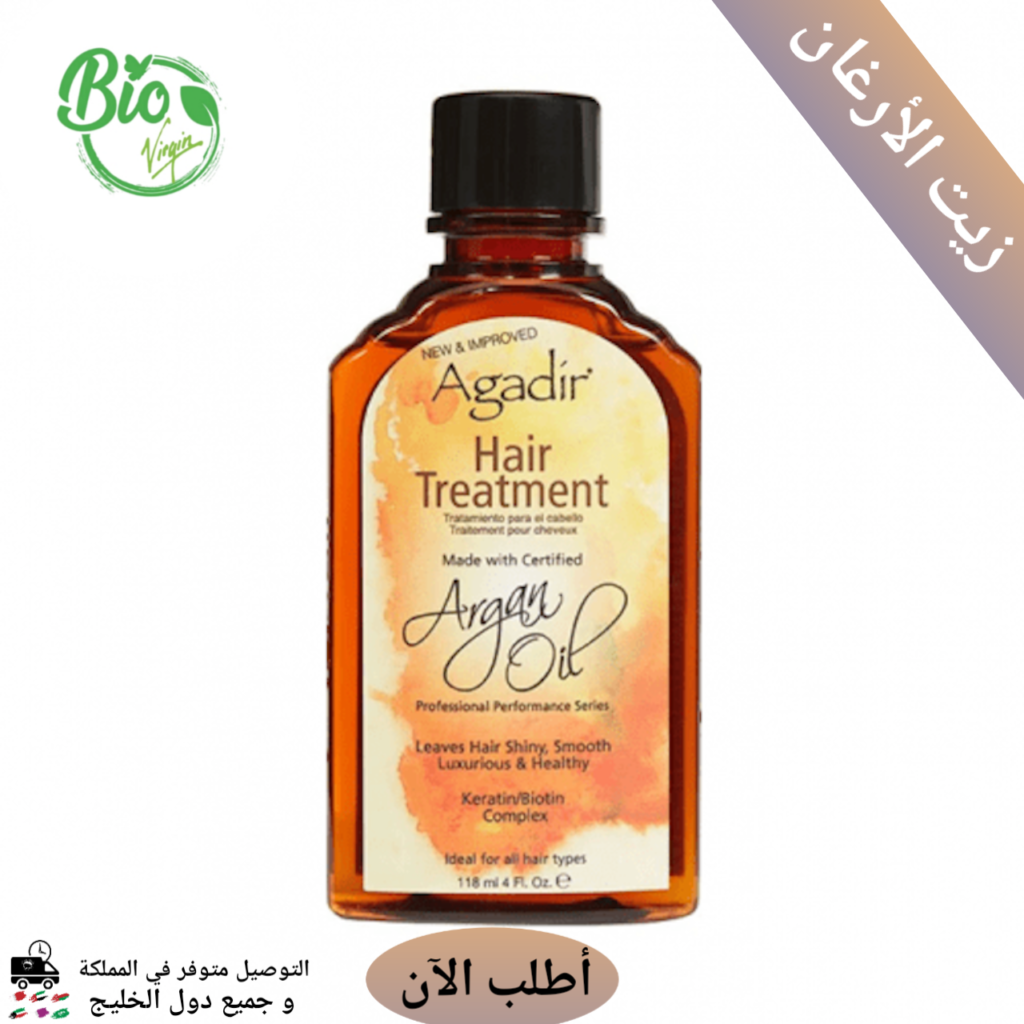 Bio
Virgin
زيت الأرغان
NEW & IMPROVED
Agadir
Hair
Treatment
Tratamiento para el cabello
Traitement pour cheveux
Made with Certified
Argan
Oil
Professional Performance Series
Leaves Hair Shiny, Smooth
Luxurious & Healthy
Keratin/Biotin
Complex
Ideal for all hair types
118 ml 4 Fl. Oz. ℮
أطلب الآن
التوصيل متوفر في المملكة
و جميع دول الخليج